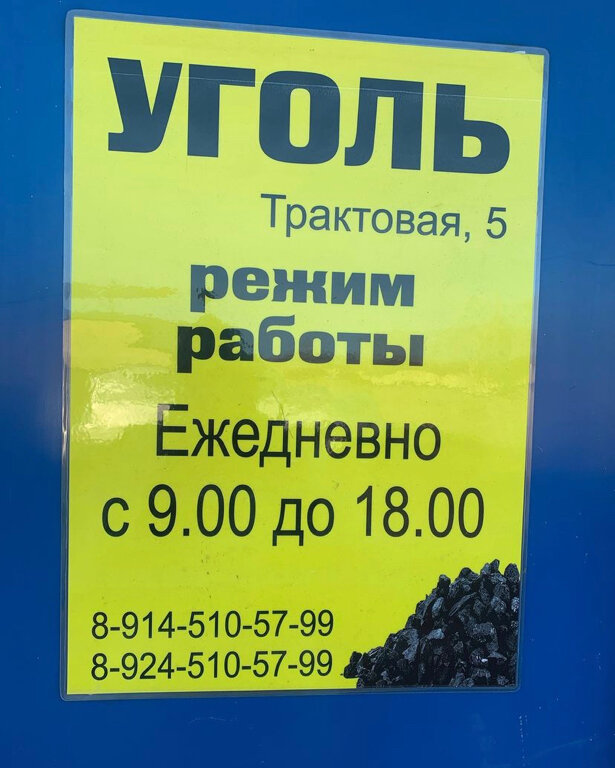 УГОЛЬ
Трактовая, 5
режим
работы
Ежедневно
с 9.00 до 18.00
8-914-510-57-99
8-924-510-57-99